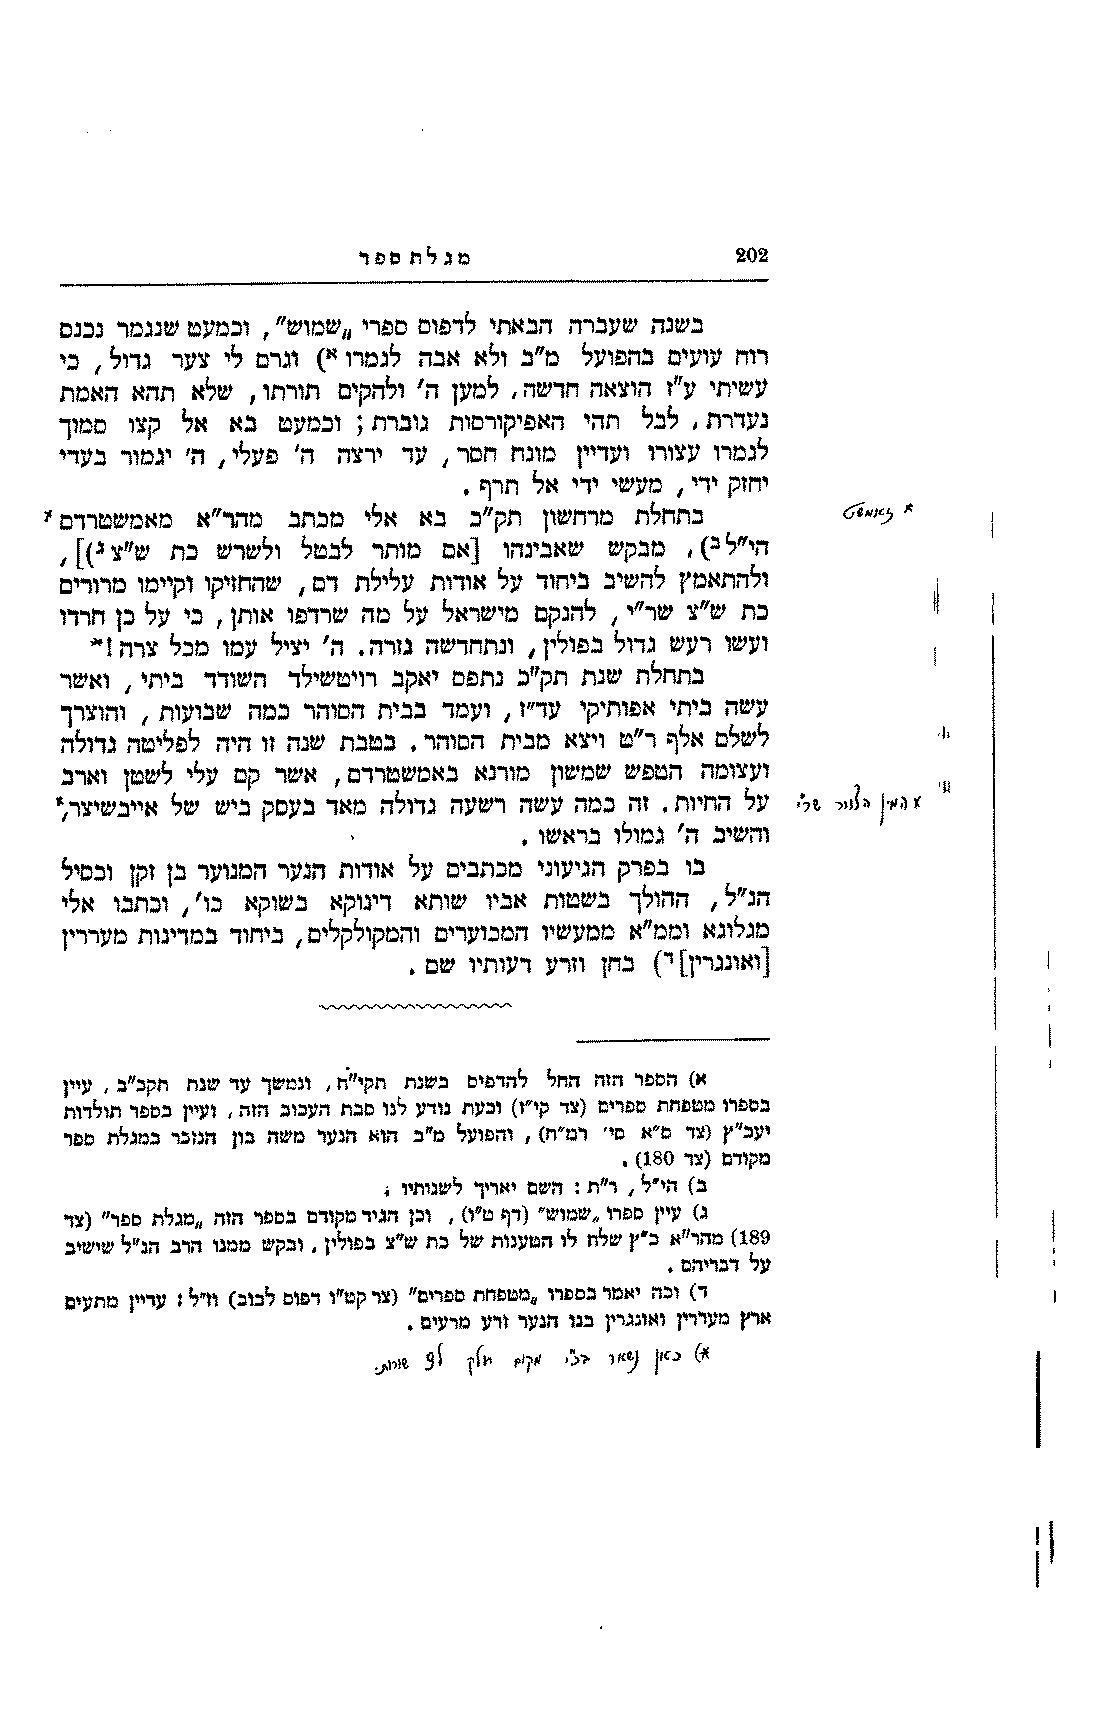 202
מגלת ספר
בשנה שעברה הבאתי לדפוס ספרי „שמוש", וכמעט שנגמר נכנס
רוח עועים בהפועל מ"ב ולא אבה לגמרו א) וגרם לי צער גדול, כי
עשיתי ע"ז הוצאה חדשה, למען ה' ולהקים תורתו, שלא תהא האמת
נעדרת, לבל תהי האפיקורסות גוברת; וכמעט בא אל קצו סמוך
לגמרו עצורו ועדיין מונח חסר, עד ירצה ה' פעלי, ה' יגמור בעדי
יחזק ידי, מעשי ידי אל תרף.
בתחלת מרחשון תק"כ בא אלי מכתב מהר"א מאמשטרדם *
הי"ל ב), מבקש שאבינהו [אם מותר לבטל ולשרש כת ש"צ ג)],
ולהתאמץ להשיב ביחוד על אודות עלילת דם, שהחזיקו וקיימו מרודים
כת ש"צ שר"י, להנקם מישראל על מה שרדפו אותן, כי על כן חרדו
ועשו רעש גדול בפולין, ונתחדשה גזרה. ה' יציל עמו מכל צרה! *
בתחלת שנת תק"כ נתפס יאקב רויטשילד השודד ביתי, ואשר
עשה ביתי אפותיקי עד"ז, ועמד בבית הסוהר כמה שבועות, והוצרך
לשלם אלף ר"ט ויצא מבית הסוהר. בטבת שנה זו היה לפליטה גדולה
ועצומה הטפש שמשון מורנא באמשטרדם, אשר קם עלי לשטן וארב
על החיות. זה כמה עשה רשעה גדולה מאד בעסק ביש של אייבשיצר, *
והשיב ה' גמולו בראשו.
בו בפרק הגיעוני מכתבים על אודות הנער המנוער בן זקן וכסיל
הנ"ל, ההולך בשטות אביו שותא דינוקא בשוקא כו', וכתבו אלי
מגלוגא וממ"א ממעשיו המכוערים והמקולקלים, ביחוד במדינות מעררין
[ואונגרין] ד) בחן וזרע דעותיו שם.
א) הספר הזה החל להדפיס בשנת תקי"ח, ונמשך עד שנת תקכ"ב, עיין
בספרו מטפחת ספרים (צד קי"ז) וכעת נודע לנו סבת העכוב הזה, ועיין בספר תולדות
יעב"ץ (צד ס"א סי' רמ"ח), והפועל מ"ב הוא הנער משה בון הנזכר במגלת ספר
מקודם (צד 180).
ב) הי"ל, ר"ת: השם יאריך לשנותיו;
ג) עיין ספרו „שמוש" (דף ט"ו), וכן הגיד מקודם בספר הזה „מגלת ספר" (צד
189) מהר"א כ"ץ שלח לו הטענות של כת ש"צ בפולין, ובקש ממנו הרב הנ"ל שישיב
על דבריהם.
ד) וכה יאמר בספרו „מטפחת ספרים" (צד קט"ו דפוס לבוב) וז"ל: עדיין מתעים
ארץ מעררין ואונגרין בנו הנער זרע מרעים.
*) כאן נשאר בכ"י מקום חלק שורות.